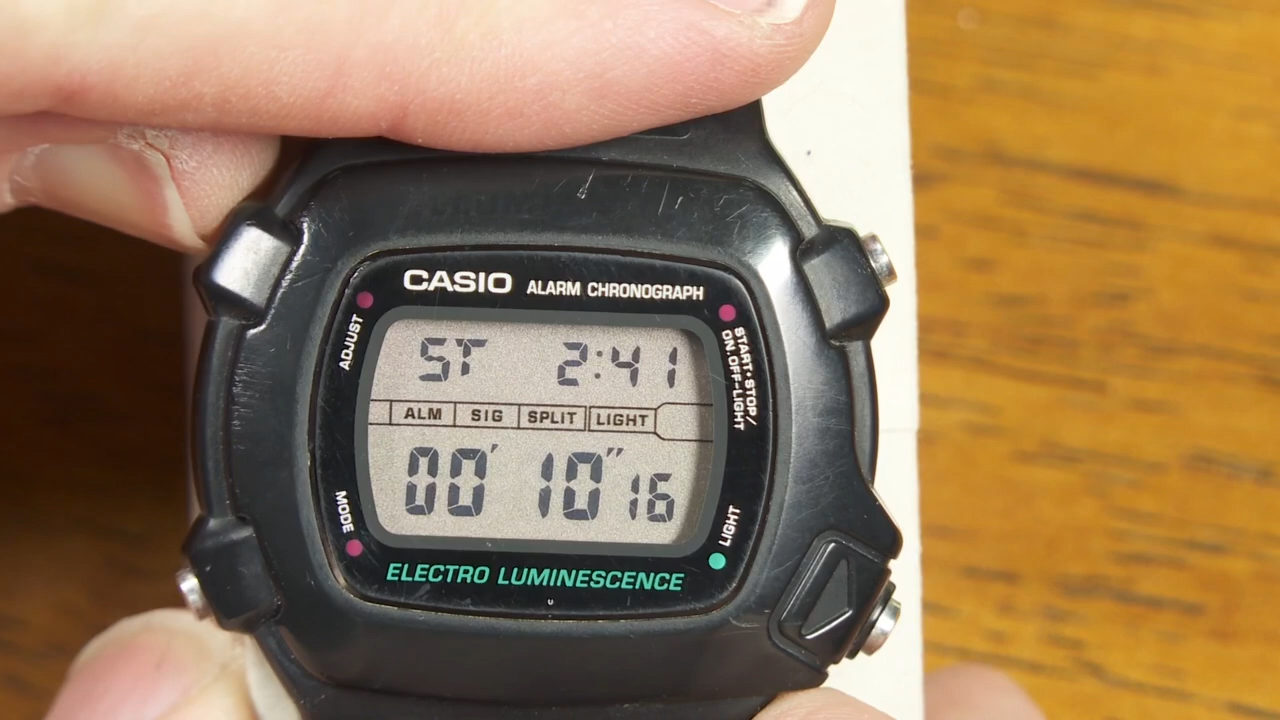 CASIO ALARM CHRONOGRAPH
ADJUST
START•STOP/
ON•OFF-LIGHT
ST 2:41
ALM SIG SPLIT LIGHT
00' 10" 16
MODE
LIGHT
ELECTRO LUMINESCENCE
U